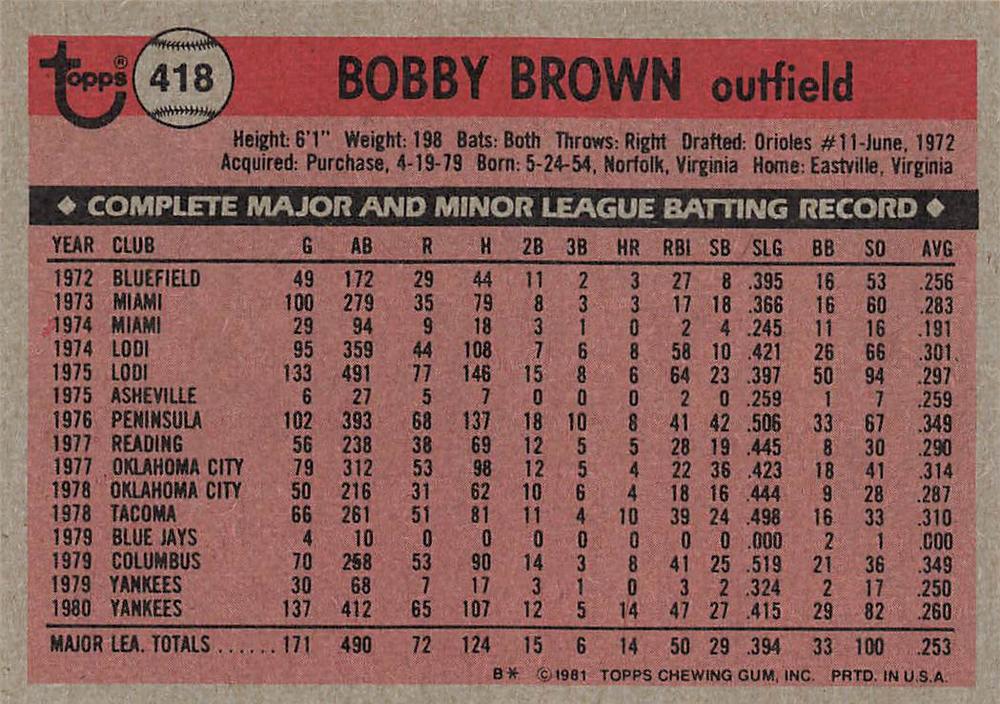 topps® 418 BOBBY BROWN outfield
Height: 6'1" Weight: 198 Bats: Both Throws: Right Drafted: Orioles #11-June, 1972
Acquired: Purchase, 4-19-79 Born: 5-24-54, Norfolk, Virginia Home: Eastville, Virginia
◆ COMPLETE MAJOR AND MINOR LEAGUE BATTING RECORD ◆
YEAR CLUB G AB R H 2B 3B HR RBI SB SLG BB SO AVG
1972 BLUEFIELD 49 172 29 44 11 2 3 27 8 .395 16 53 .256
1973 MIAMI 100 279 35 79 8 3 3 17 18 .366 16 60 .283
1974 MIAMI 29 94 9 18 3 1 0 2 4 .245 11 16 .191
1974 LODI 95 359 44 108 7 6 8 58 10 .421 26 66 .301
1975 LODI 133 491 77 146 15 8 6 64 23 .397 50 94 .297
1975 ASHEVILLE 6 27 5 7 0 0 0 2 0 .259 1 7 .259
1976 PENINSULA 102 393 68 137 18 10 8 41 42 .506 33 67 .349
1977 READING 56 238 38 69 12 5 5 28 19 .445 8 30 .290
1977 OKLAHOMA CITY 79 312 53 98 12 5 4 22 36 .423 18 41 .314
1978 OKLAHOMA CITY 50 216 31 62 10 6 4 18 16 .444 9 28 .287
1978 TACOMA 66 261 51 81 11 4 10 39 24 .498 16 33 .310
1979 BLUE JAYS 4 10 0 0 0 0 0 0 0 .000 2 1 .000
1979 COLUMBUS 70 258 53 90 14 3 8 41 25 .519 21 36 .349
1979 YANKEES 30 68 7 17 3 1 0 3 2 .324 2 17 .250
1980 YANKEES 137 412 65 107 12 5 14 47 27 .415 29 82 .260
MAJOR LEA. TOTALS ...... 171 490 72 124 15 6 14 50 29 .394 33 100 .253
B* ©1981 TOPPS CHEWING GUM, INC. PRTD. IN U.S.A.